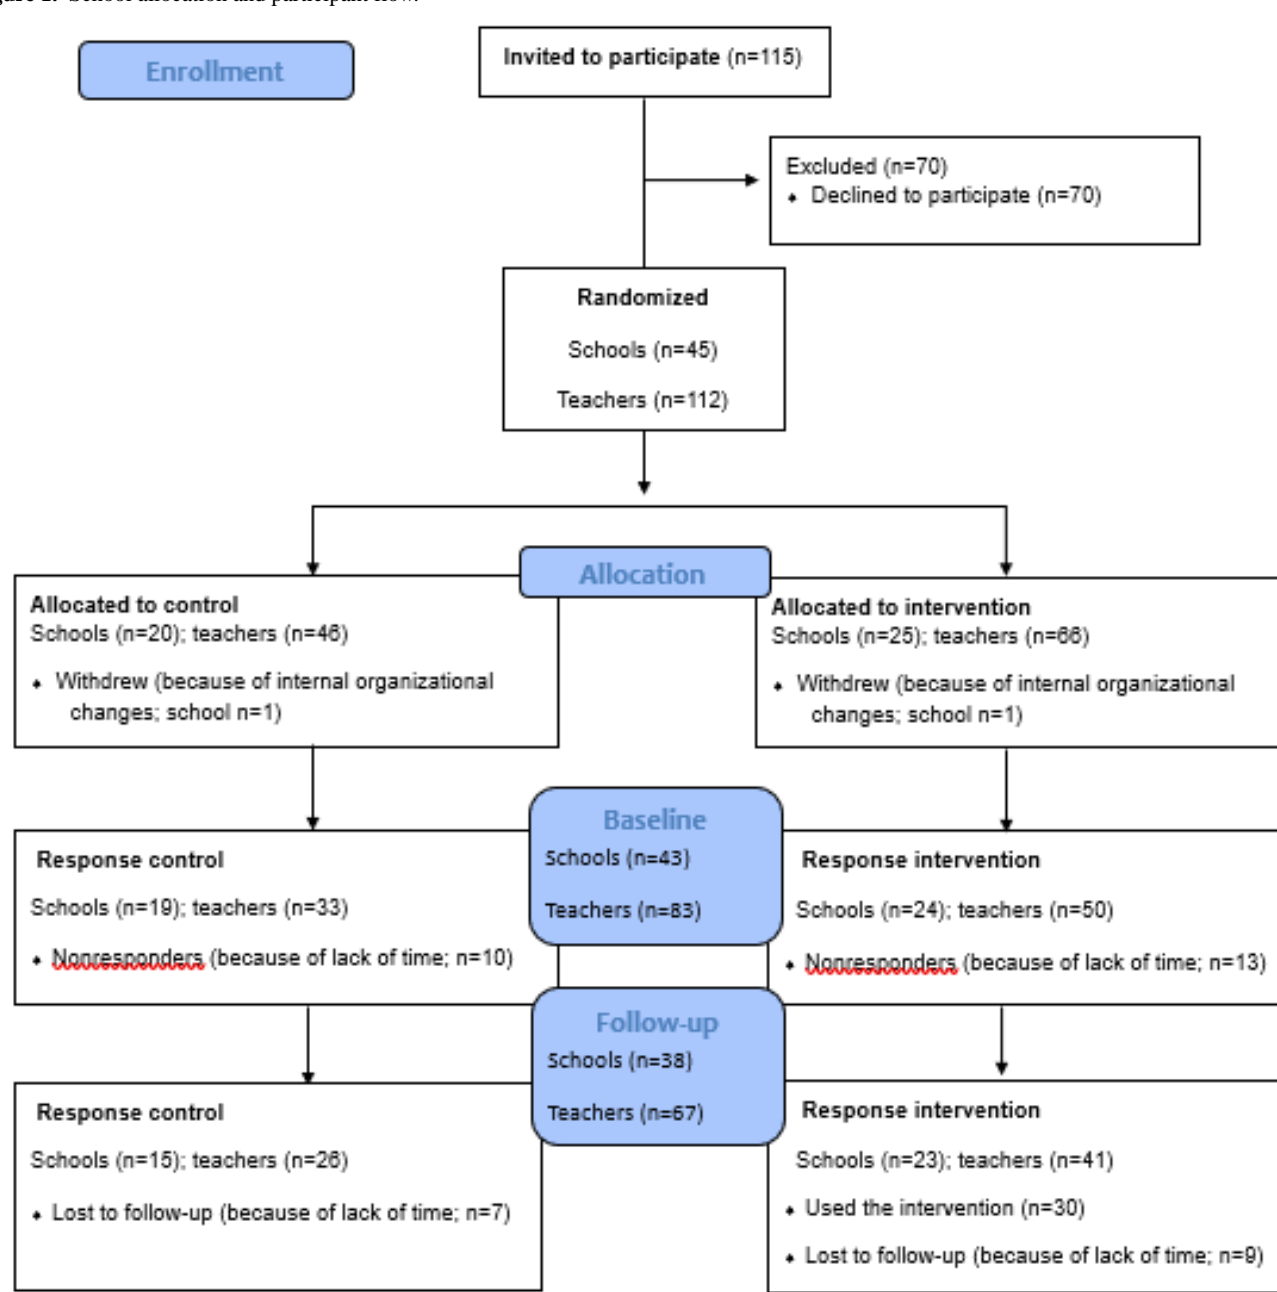 School allocation and participant flow.
Enrollment
Invited to participate (n=115)
Excluded (n=70)
• Declined to participate (n=70)
Randomized
Schools (n=45)
Teachers (n=112)
Allocation
Allocated to control
Schools (n=20); teachers (n=46)
• Withdrew (because of internal organizational
changes; school n=1)
Allocated to intervention
Schools (n=25); teachers (n=66)
• Withdrew (because of internal organizational
changes; school n=1)
Baseline
Schools (n=43)
Teachers (n=83)
Response control
Schools (n=19); teachers (n=33)
• Nonresponders (because of lack of time; n=10)
Response intervention
Schools (n=24); teachers (n=50)
• Nonresponders (because of lack of time; n=13)
Follow-up
Schools (n=38)
Teachers (n=67)
Response control
Schools (n=15); teachers (n=26)
• Lost to follow-up (because of lack of time; n=7)
Response intervention
Schools (n=23); teachers (n=41)
• Used the intervention (n=30)
• Lost to follow-up (because of lack of time; n=9)